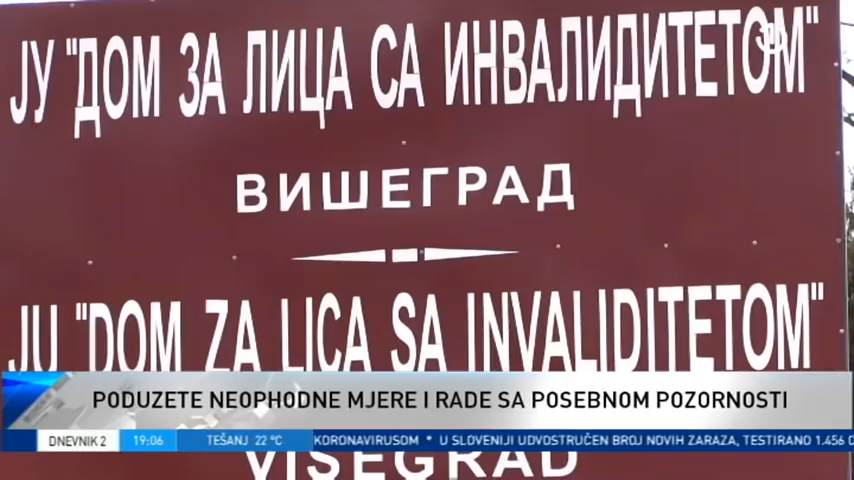 ЈУ "ДОМ ЗА ЛИЦА СА ИНВАЛИДИТЕТОМ"
ВИШЕГРАД
JU "DOM ZA LICA SA INVALIDITETOM"
PODUZETE NEOPHODNE MJERE I RADE SA POSEBNOM POZORNOSTI
DNEVNIK 2 19:06 TEŠANJ 22 °C KORONAVIRUSOM * U SLOVENIJI UDVOSTRUČEN BROJ NOVIH ZARAZA, TESTIRANO 1.456
VIŠEGRAD